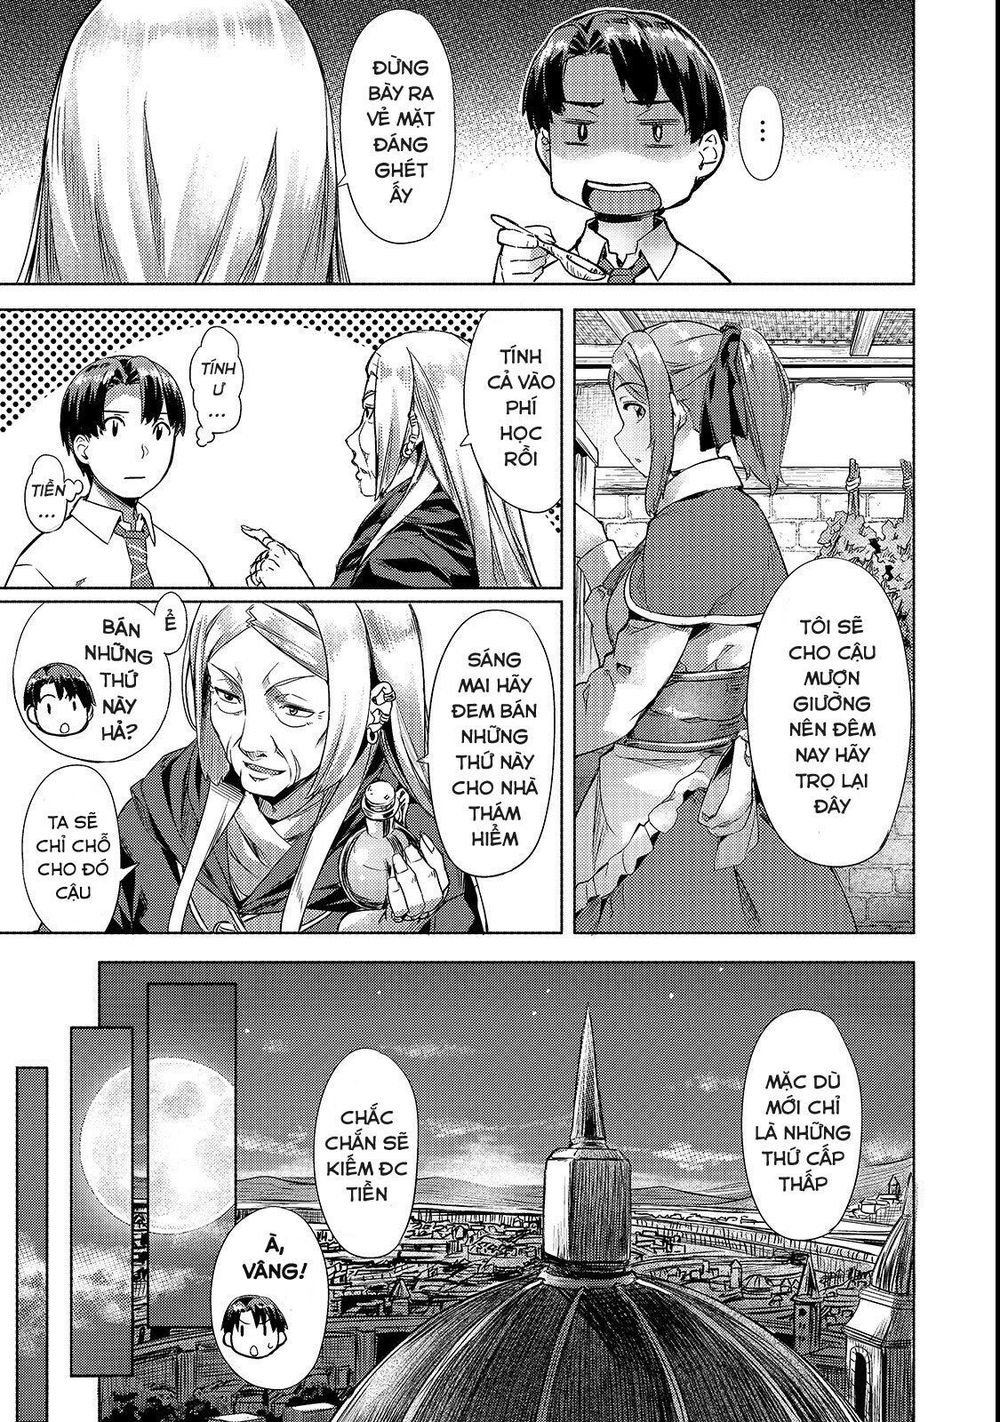 ...
ĐỪNG
BÀY RA
VẺ MẶT
ĐÁNG
GHÉT
ẤY
TÔI SẼ
CHO CẬU
MƯỢN
GIƯỜNG
NÊN ĐÊM
NAY HÃY
TRỌ LẠI
ĐÂY
TÍNH
CẢ VÀO
PHÍ
HỌC
RỒI
TÍNH
Ư
...
TIỀN
...
SÁNG
MAI HÃY
ĐEM BÁN
NHỮNG
THỨ NÀY
CHO NHÀ
THÁM
HIỂM
Ể
BÁN
NHỮNG
THỨ
NÀY
HẢ?
TA SẼ
CHỈ CHỖ
CHO ĐÓ
CẬU
MẶC DÙ
MỚI CHỈ
LÀ NHỮNG
THỨ CẤP
THẤP
CHẮC
CHẮN SẼ
KIẾM ĐC
TIỀN
À,
VÂNG!